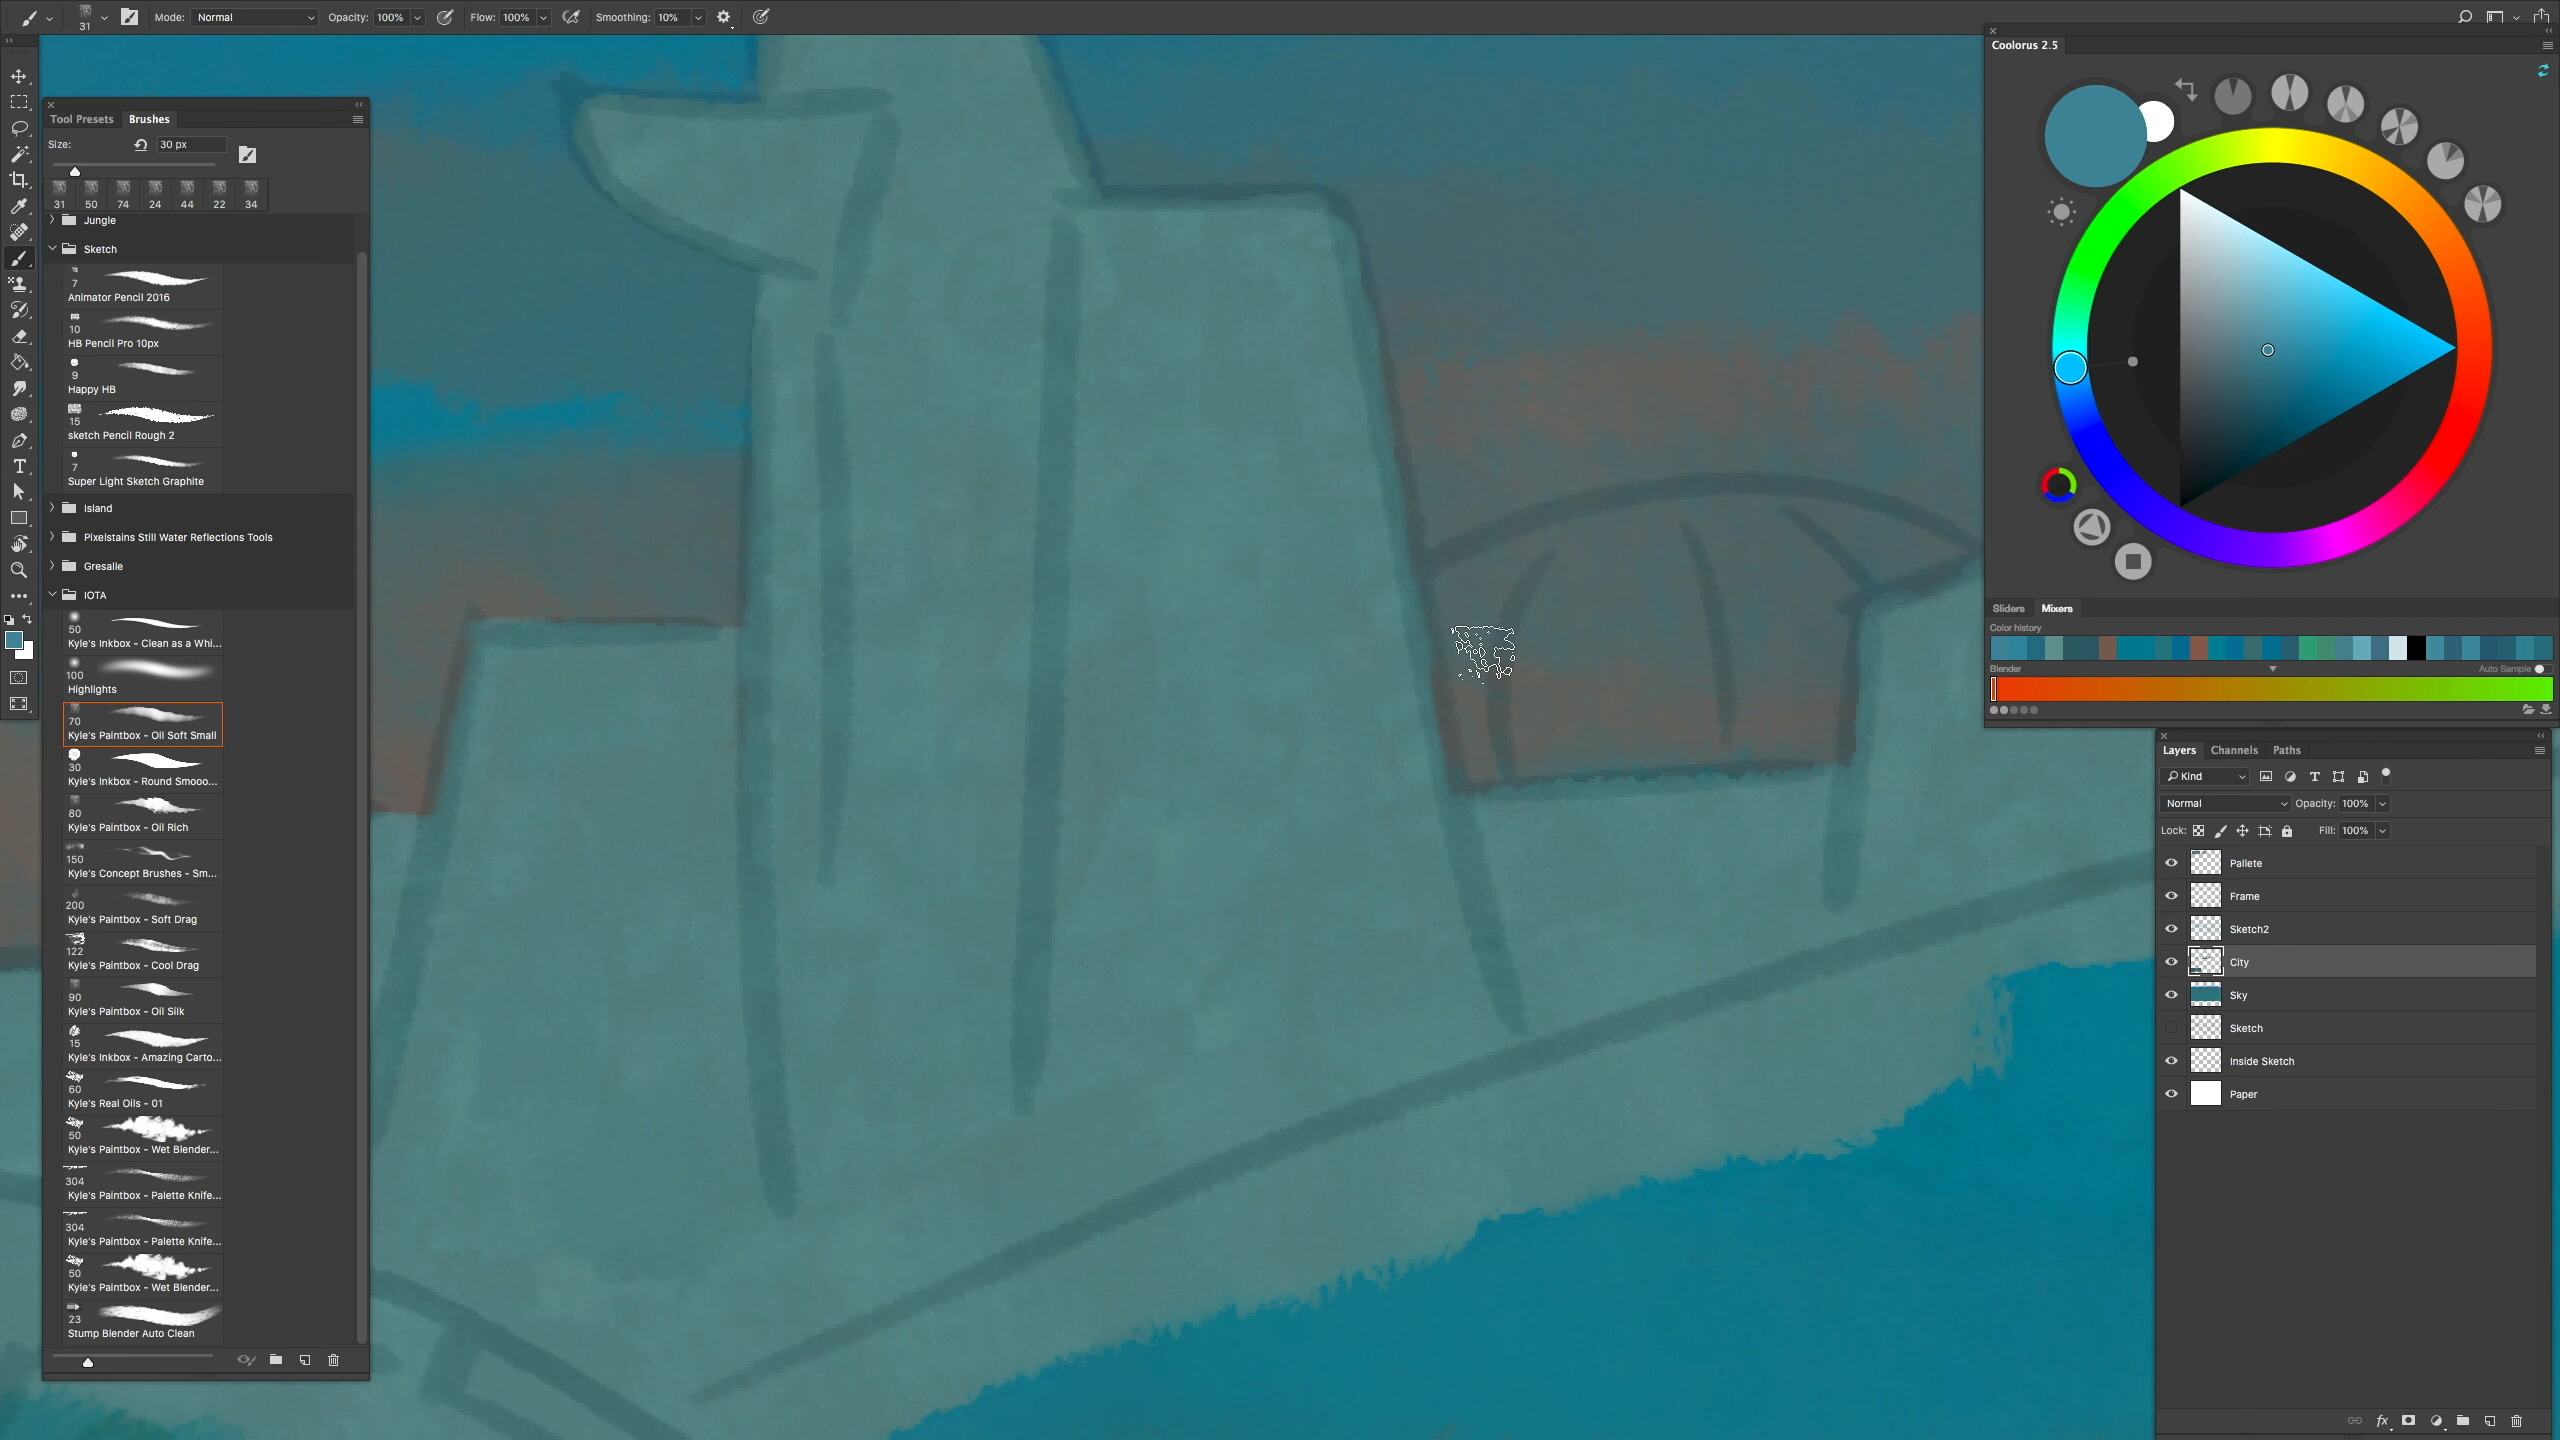 31
Mode: Normal
Opacity: 100%
Flow: 100%
Smoothing: 10%
Tool Presets
Brushes
Size:
30 px
31 50 74 24 44 22 34
Jungle
Sketch
7
Animator Pencil 2016
10
HB Pencil Pro 10px
9
Happy HB
15
sketch Pencil Rough 2
7
Super Light Sketch Graphite
Island
Pixelstains Still Water Reflections Tools
Gresalle
IOTA
50
Kyle's Inkbox - Clean as a Whi...
100
Highlights
70
Kyle's Paintbox - Oil Soft Small
30
Kyle's Inkbox - Round Smooo...
80
Kyle's Paintbox - Oil Rich
150
Kyle's Concept Brushes - Sm...
200
Kyle's Paintbox - Soft Drag
122
Kyle's Paintbox - Cool Drag
90
Kyle's Paintbox - Oil Silk
15
Kyle's Inkbox - Amazing Carto...
60
Kyle's Real Oils - 01
50
Kyle's Paintbox - Wet Blender...
304
Kyle's Paintbox - Palette Knife...
304
Kyle's Paintbox - Palette Knife...
50
Kyle's Paintbox - Wet Blender...
23
Stump Blender Auto Clean
Coolorus 2.5
Sliders
Mixers
Color history
Blender
Auto Sample
Layers
Channels
Paths
Kind
Normal
Opacity: 100%
Lock:
Fill: 100%
Pallete
Frame
Sketch2
City
Sky
Sketch
Inside Sketch
Paper
fx